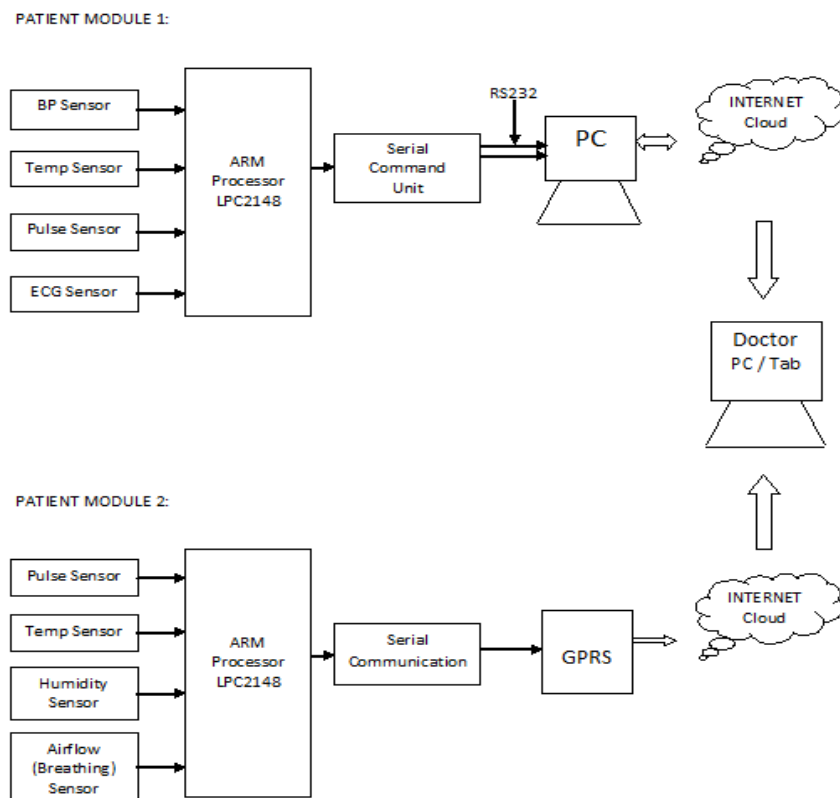 PATIENT MODULE 1:
BP Sensor
Temp Sensor
Pulse Sensor
ECG Sensor
ARM
Processor
LPC2148
Serial
Command
Unit
RS232
PC
INTERNET
Cloud
Doctor
PC / Tab
PATIENT MODULE 2:
Pulse Sensor
Temp Sensor
Humidity
Sensor
Airflow
(Breathing)
Sensor
ARM
Processor
LPC2148
Serial
Communication
GPRS
INTERNET
Cloud